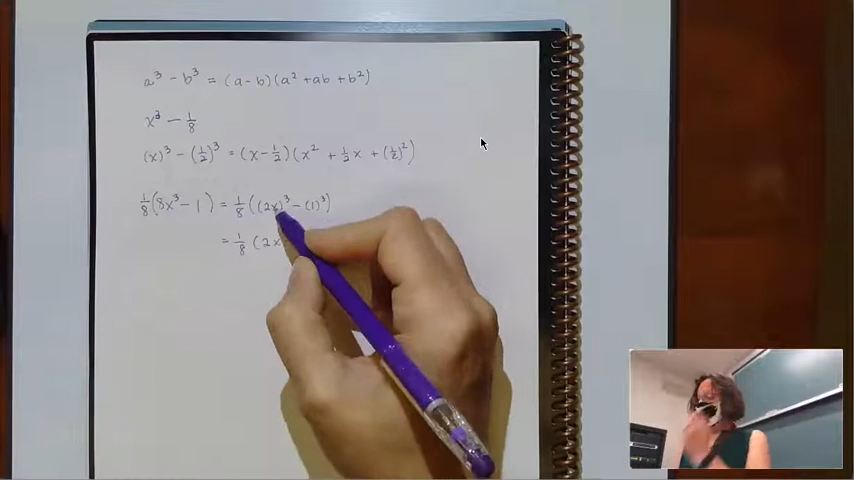 a³ - b³ = (a - b)(a² + ab + b²)
x³ - 1/8
(x)³ - (1/2)³ = (x - 1/2)(x² + 1/2 x + (1/2)²)
1/8 (8x³ - 1) = 1/8 ((2x)³ - (1)³)
= 1/8 (2x